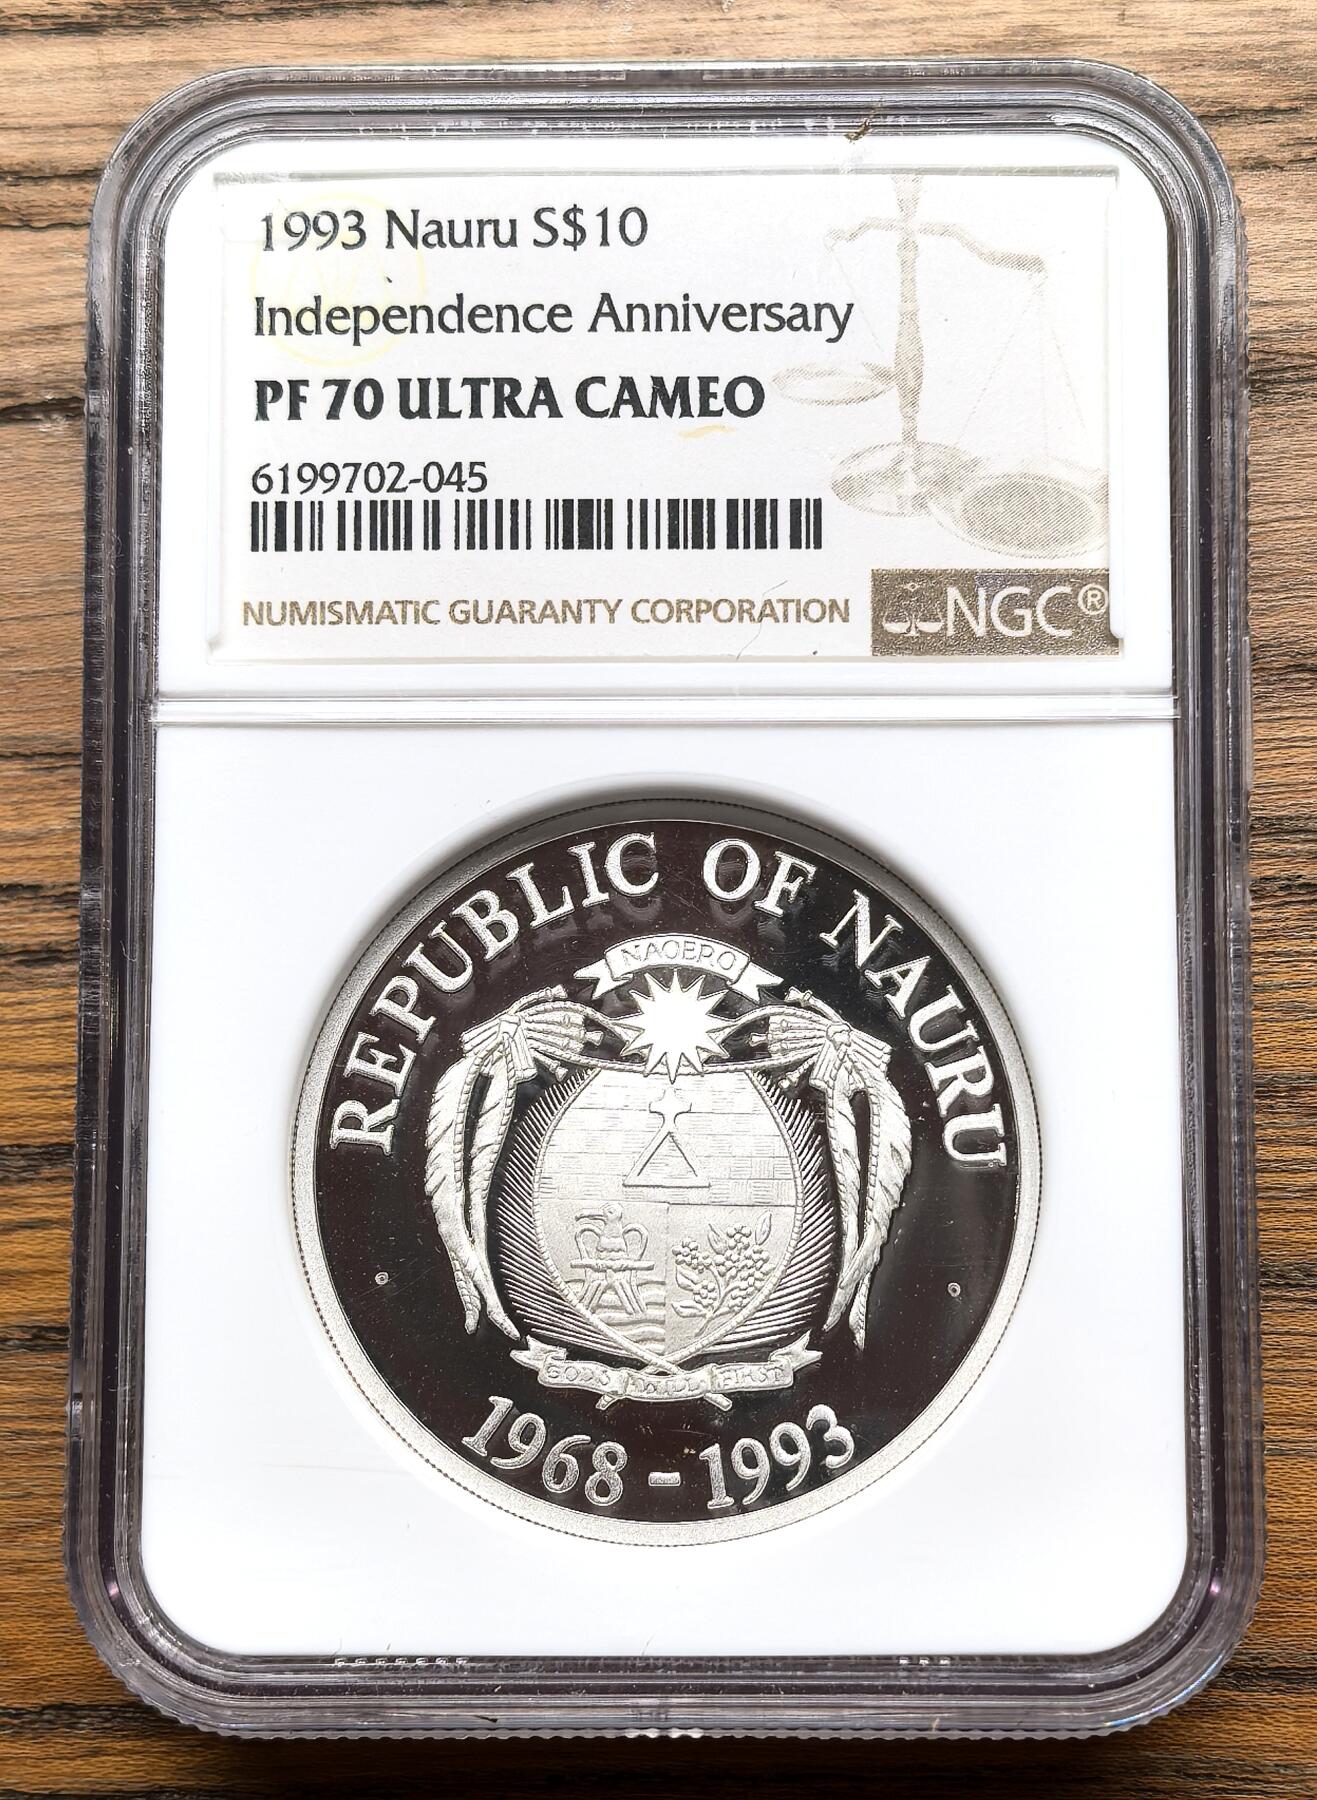 1993 Nauru S$10
Independence Anniversary
PF 70 ULTRA CAMEO
6199702-045
NUMISMATIC GUARANTY CORPORATION
NGC®
REPUBLIC OF NAURU
NAOERO
GOD'S WILL FIRST
1968 - 1993